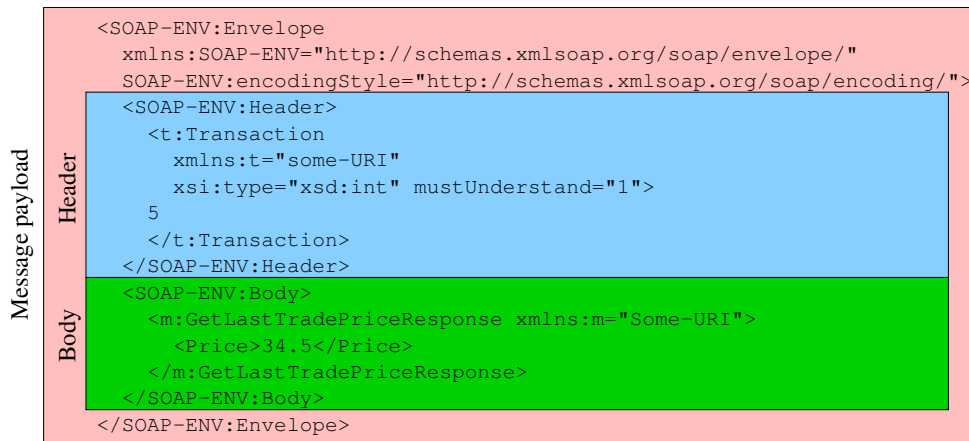 Message payload
Header
Body
<SOAP-ENV:Envelope
xmlns:SOAP-ENV="http://schemas.xmlsoap.org/soap/envelope/"
SOAP-ENV:encodingStyle="http://schemas.xmlsoap.org/soap/encoding/">
<SOAP-ENV:Header>
<t:Transaction
xmlns:t="some-URI"
xsi:type="xsd:int" mustUnderstand="1">
5
</t:Transaction>
</SOAP-ENV:Header>
<SOAP-ENV:Body>
<m:GetLastTradePriceResponse xmlns:m="Some-URI">
<Price>34.5</Price>
</m:GetLastTradePriceResponse>
</SOAP-ENV:Body>
</SOAP-ENV:Envelope>